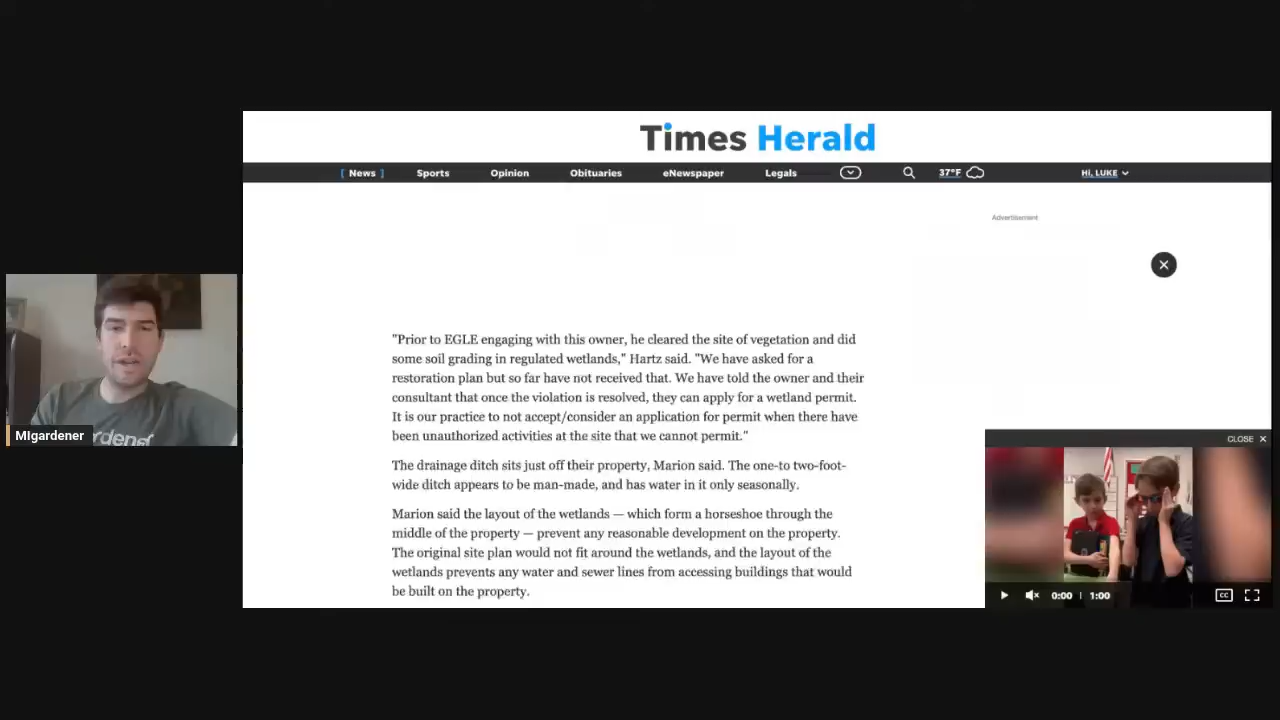 Times Herald
[ News ] Sports Opinion Obituaries eNewspaper Legals 37°F Hi, LUKE
Advertisement
"Prior to EGLE engaging with this owner, he cleared the site of vegetation and did
some soil grading in regulated wetlands," Hartz said. "We have asked for a
restoration plan but so far have not received that. We have told the owner and their
consultant that once the violation is resolved, they can apply for a wetland permit.
It is our practice to not accept/consider an application for permit when there have
been unauthorized activities at the site that we cannot permit."
The drainage ditch sits just off their property, Marion said. The one-to two-foot-
wide ditch appears to be man-made, and has water in it only seasonally.
Marion said the layout of the wetlands — which form a horseshoe through the
middle of the property — prevent any reasonable development on the property.
The original site plan would not fit around the wetlands, and the layout of the
wetlands prevents any water and sewer lines from accessing buildings that would
be built on the property.
CLOSE X
0:00 | 1:00 CC
MIgardener